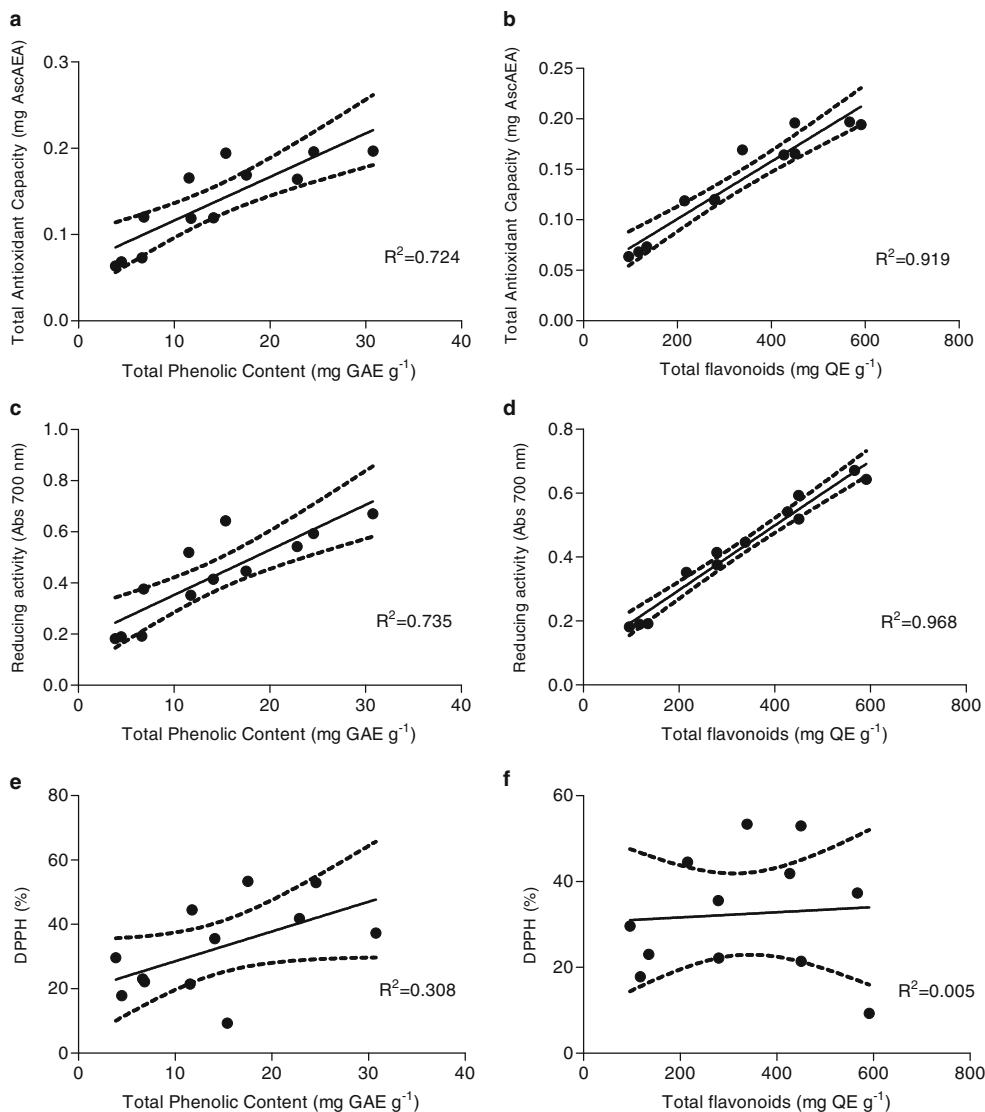 a
Total Antioxidant Capacity (mg AscAEA)
0.3
0.2
0.1
0.0
0 10 20 30 40
R²=0.724
Total Phenolic Content (mg GAE g⁻¹)
b
Total Antioxidant Capacity (mg AscAEA)
0.25
0.20
0.15
0.10
0.05
0.00
0 200 400 600 800
R²=0.919
Total flavonoids (mg QE g⁻¹)
c
Reducing activity (Abs 700 nm)
1.0
0.8
0.6
0.4
0.2
0.0
0 10 20 30 40
R²=0.735
Total Phenolic Content (mg GAE g⁻¹)
d
Reducing activity (Abs 700 nm)
0.8
0.6
0.4
0.2
0.0
0 200 400 600 800
R²=0.968
Total flavonoids (mg QE g⁻¹)
e
DPPH (%)
80
60
40
20
0
0 10 20 30 40
R²=0.308
Total Phenolic Content (mg GAE g⁻¹)
f
DPPH (%)
60
40
20
0
0 200 400 600 800
R²=0.005
Total flavonoids (mg QE g⁻¹)